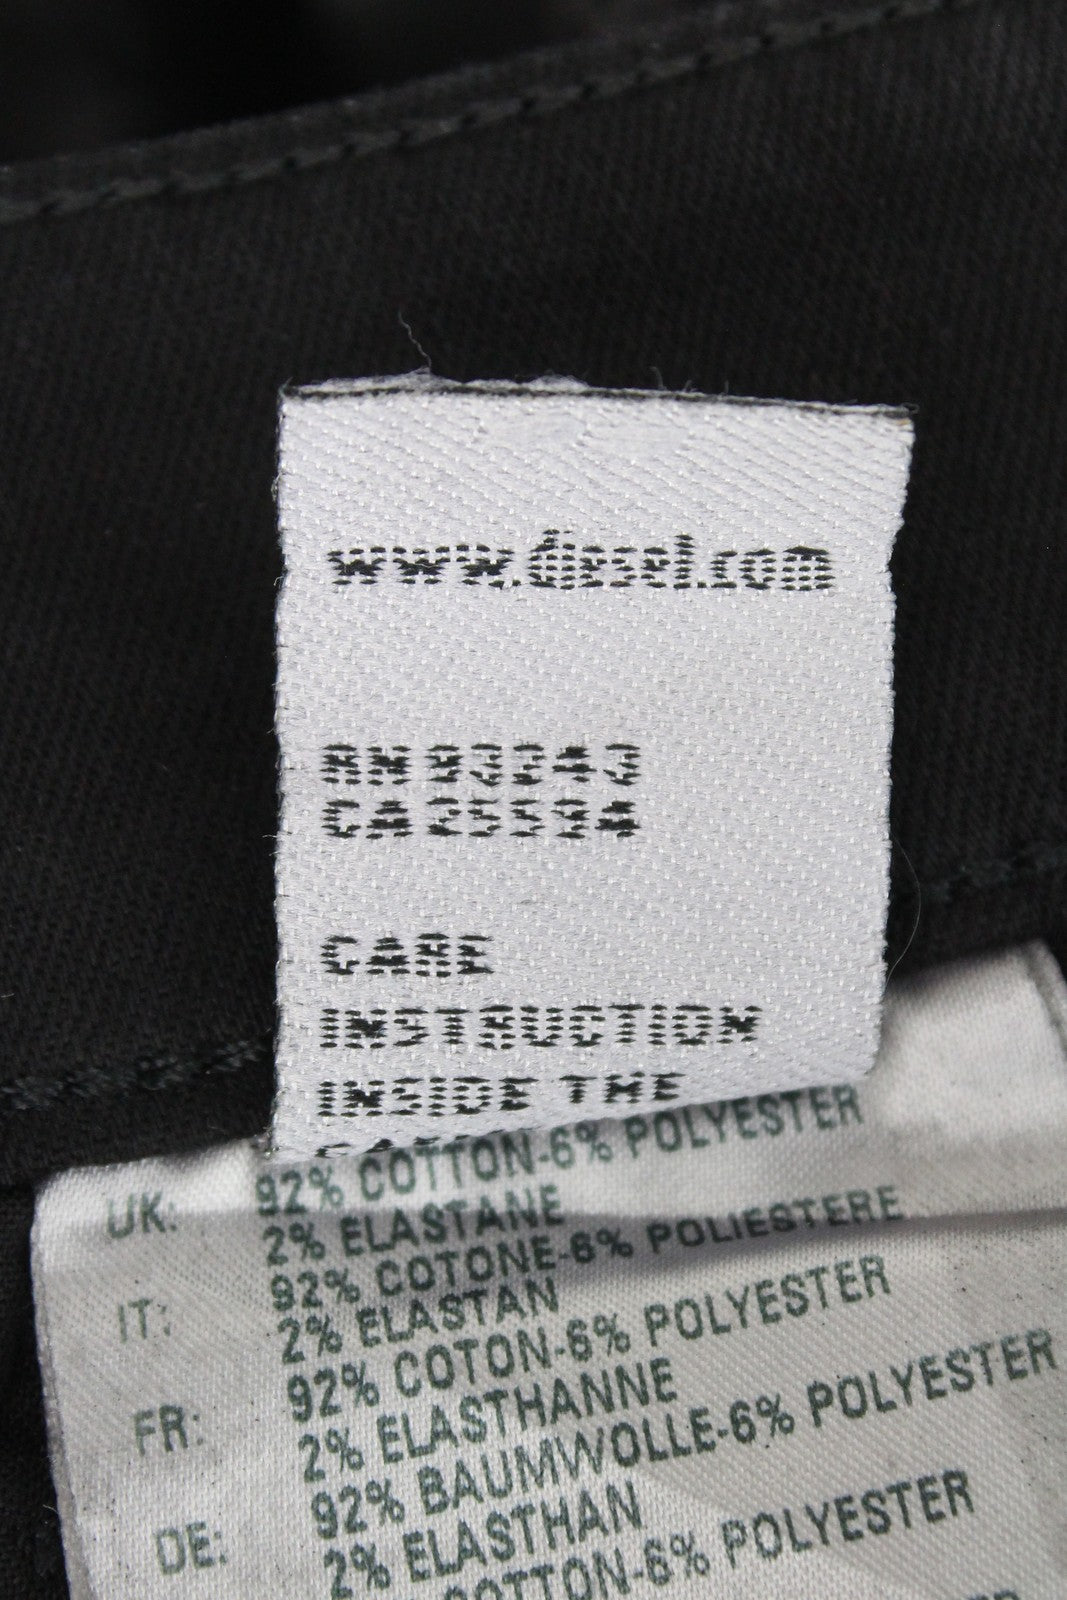 www.diesel.com
RN 93243
CA 25594
CARE
INSTRUCTION
INSIDE THE
UK: 92% COTTON-6% POLYESTER
2% ELASTANE
IT: 92% COTONE-6% POLIESTERE
2% ELASTAN
FR: 92% COTON-6% POLYESTER
2% ELASTHANNE
DE: 92% BAUMWOLLE-6% POLYESTER
2% ELASTHAN
COTTON-6% POLYESTER